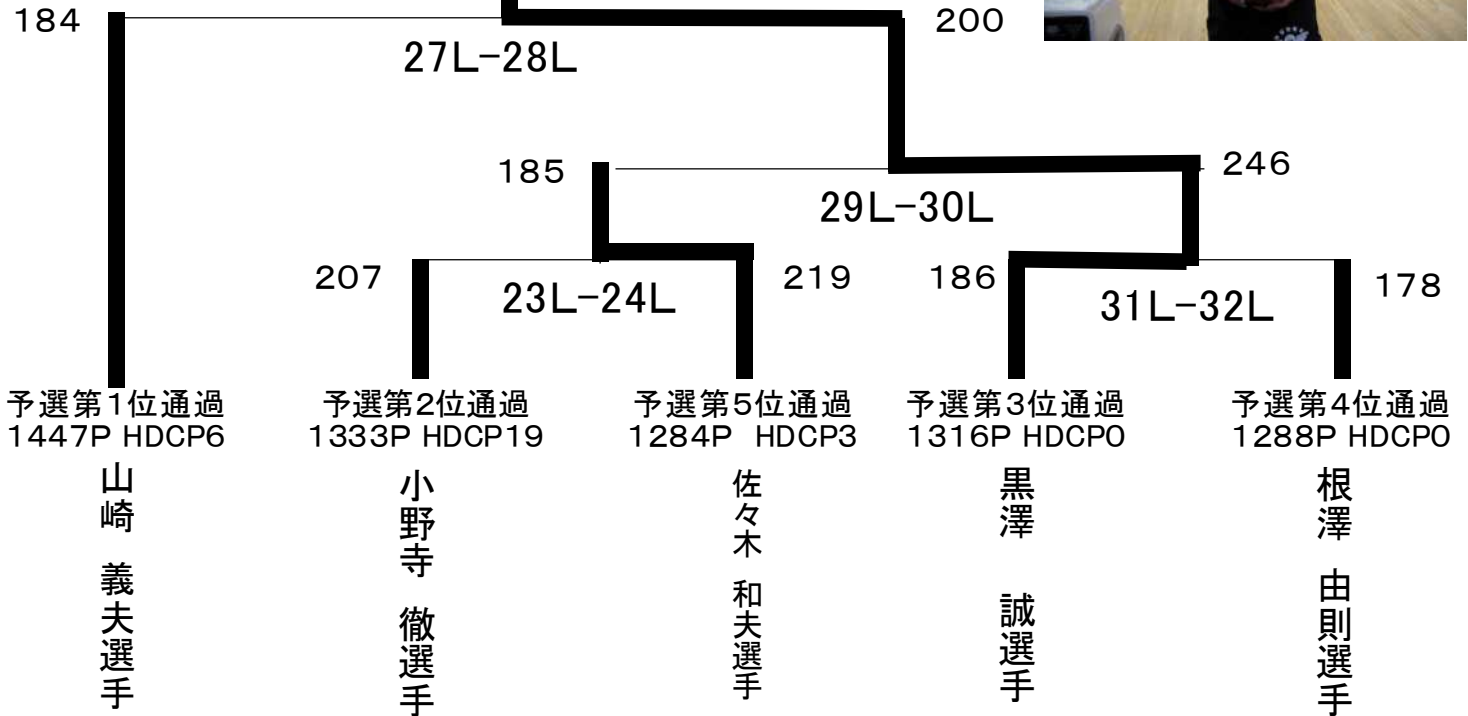 184
200
27L-28L
185
246
29L-30L
207
219
186
178
23L-24L
31L-32L
予選第1位通過
1447P HDCP6
予選第2位通過
1333P HDCP19
予選第5位通過
1284P HDCP3
予選第3位通過
1316P HDCP0
予選第4位通過
1288P HDCP0
山崎 義夫選手
小野寺 徹選手
佐々木 和夫選手
黒澤 誠選手
根澤 由則選手